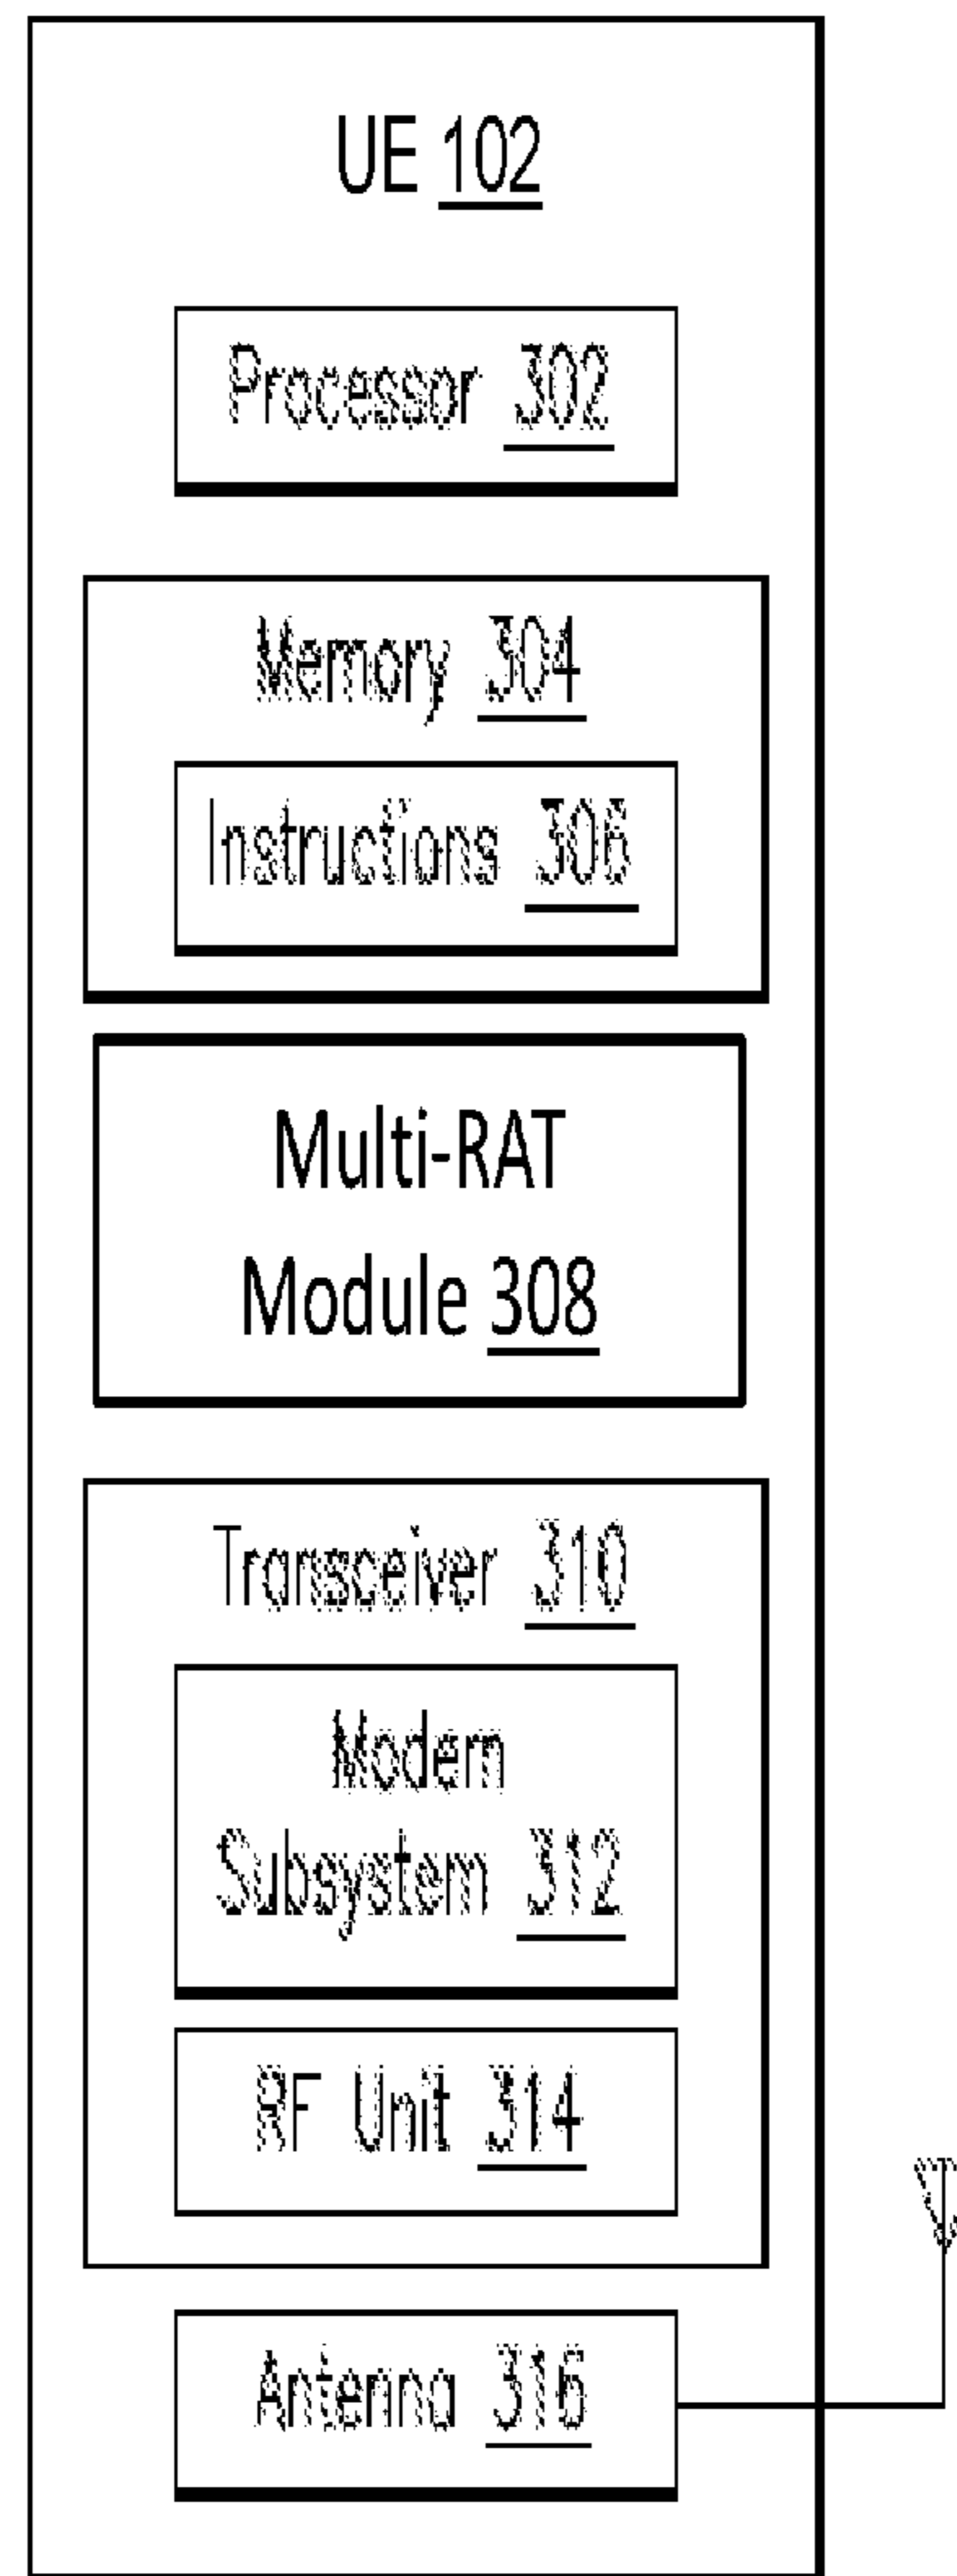 UE 102
Processor 302
Memory 304
Instructions 306
Multi-RAT
Module 308
Transceiver 310
Modem
Subsystem 312
RF Unit 314
Antenna 316